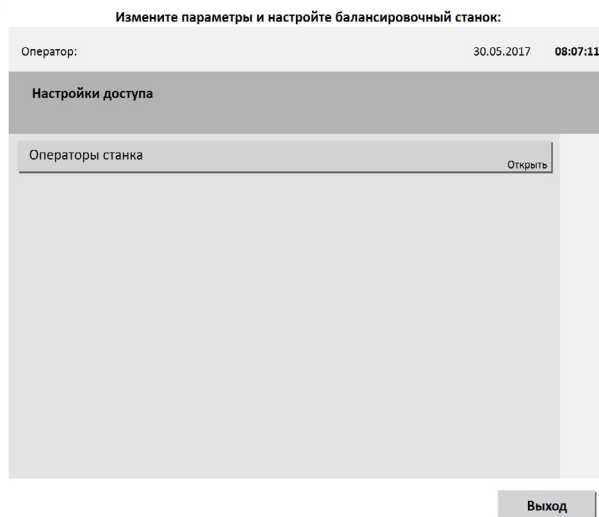 Измените параметры и настройте балансировочный станок:
Оператор: 30.05.2017 08:07:11
Настройки доступа
Операторы станка
Открыть
Выход